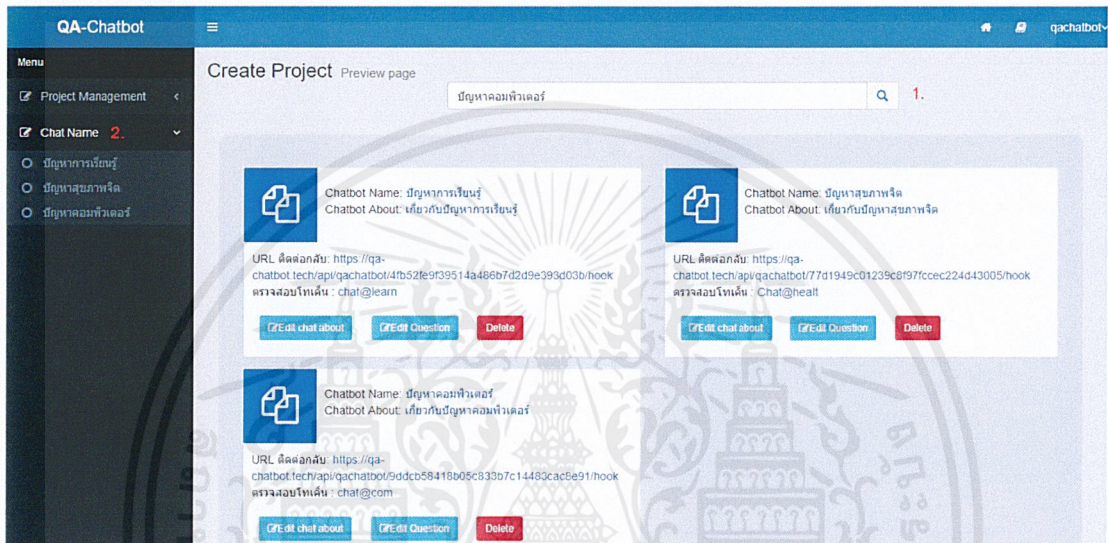 QA-Chatbot
qachatbot
Menu
Project Management
Chat Name 2.
ปัญหาการเรียนรู้
ปัญหาสุขภาพจิต
ปัญหาคอมพิวเตอร์
Create Project Preview page
ปัญหาคอมพิวเตอร์ 1.
Chatbot Name: ปัญหาการเรียนรู้
Chatbot About: เกี่ยวกับปัญหาการเรียนรู้
URL ติดต่อกลับ: https://qa-
chatbot.tech/api/qachatbot/4fb52fe9f39514a486b7d2d9e393d03b/hook
ตรวจสอบโทเค็น : chat@learn
Edit chat about Edit Question Delete
Chatbot Name: ปัญหาสุขภาพจิต
Chatbot About: เกี่ยวกับปัญหาสุขภาพจิต
URL ติดต่อกลับ: https://qa-
chatbot.tech/api/qachatbot/77d1949c01239c8f97fccec224d43005/hook
ตรวจสอบโทเค็น : Chat@healt
Edit chat about Edit Question Delete
Chatbot Name: ปัญหาคอมพิวเตอร์
Chatbot About: เกี่ยวกับปัญหาคอมพิวเตอร์
URL ติดต่อกลับ: https://qa-
chatbot.tech/api/qachatbot/9ddcb58418b05c833b7c14483cac8e91/hook
ตรวจสอบโทเค็น : chat@com
Edit chat about Edit Question Delete